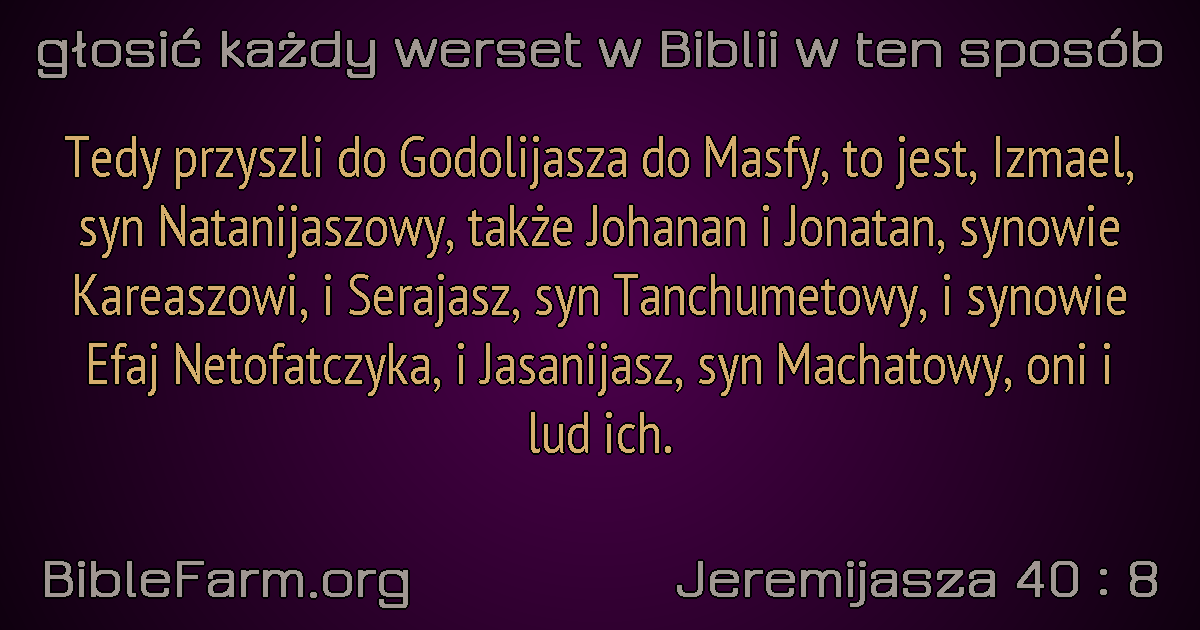 głosić każdy werset w Biblii w ten sposób
Tedy przyszli do Godolijasza do Masfy, to jest, Izmael,
syn Natanijaszowy, także Johanan i Jonatan, synowie
Kareaszowi, i Serajasz, syn Tanchumetowy, i synowie
Efaj Netofatczyka, i Jasanijasz, syn Machatowy, oni i
lud ich.
BibleFarm.org
Jeremijasza 40 : 8